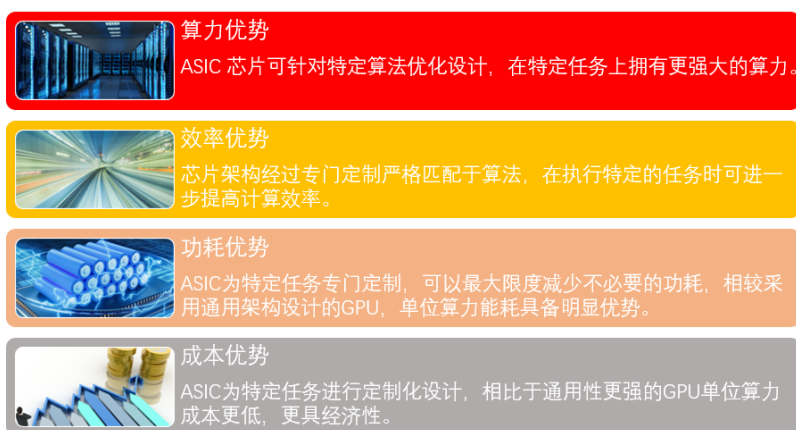 算力优势
ASIC 芯片可针对特定算法优化设计，在特定任务上拥有更强大的算力。
效率优势
芯片架构经过专门定制严格匹配于算法，在执行特定的任务时可进一
步提高计算效率。
功耗优势
ASIC为特定任务专门定制，可以最大限度减少不必要的功耗，相较采
用通用架构设计的GPU，单位算力能耗具备明显优势。
成本优势
ASIC为特定任务进行定制化设计，相比于通用性更强的GPU单位算力
成本更低，更具经济性。